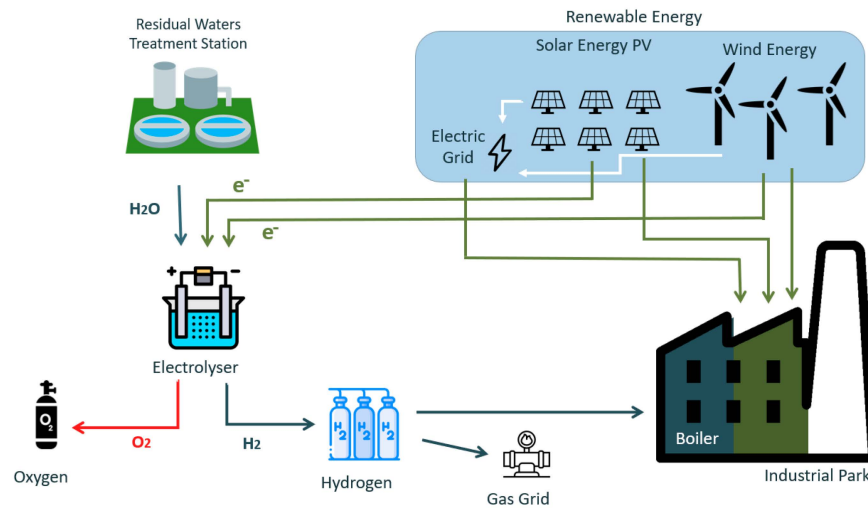 Residual Waters
Treatment Station
Renewable Energy
Solar Energy PV
Wind Energy
Electric
Grid
H2O
e-
e-
+ −
Electrolyser
O2
O2
H2
H2 H2 H2
Oxygen
Hydrogen
Gas Grid
Boiler
Industrial Park